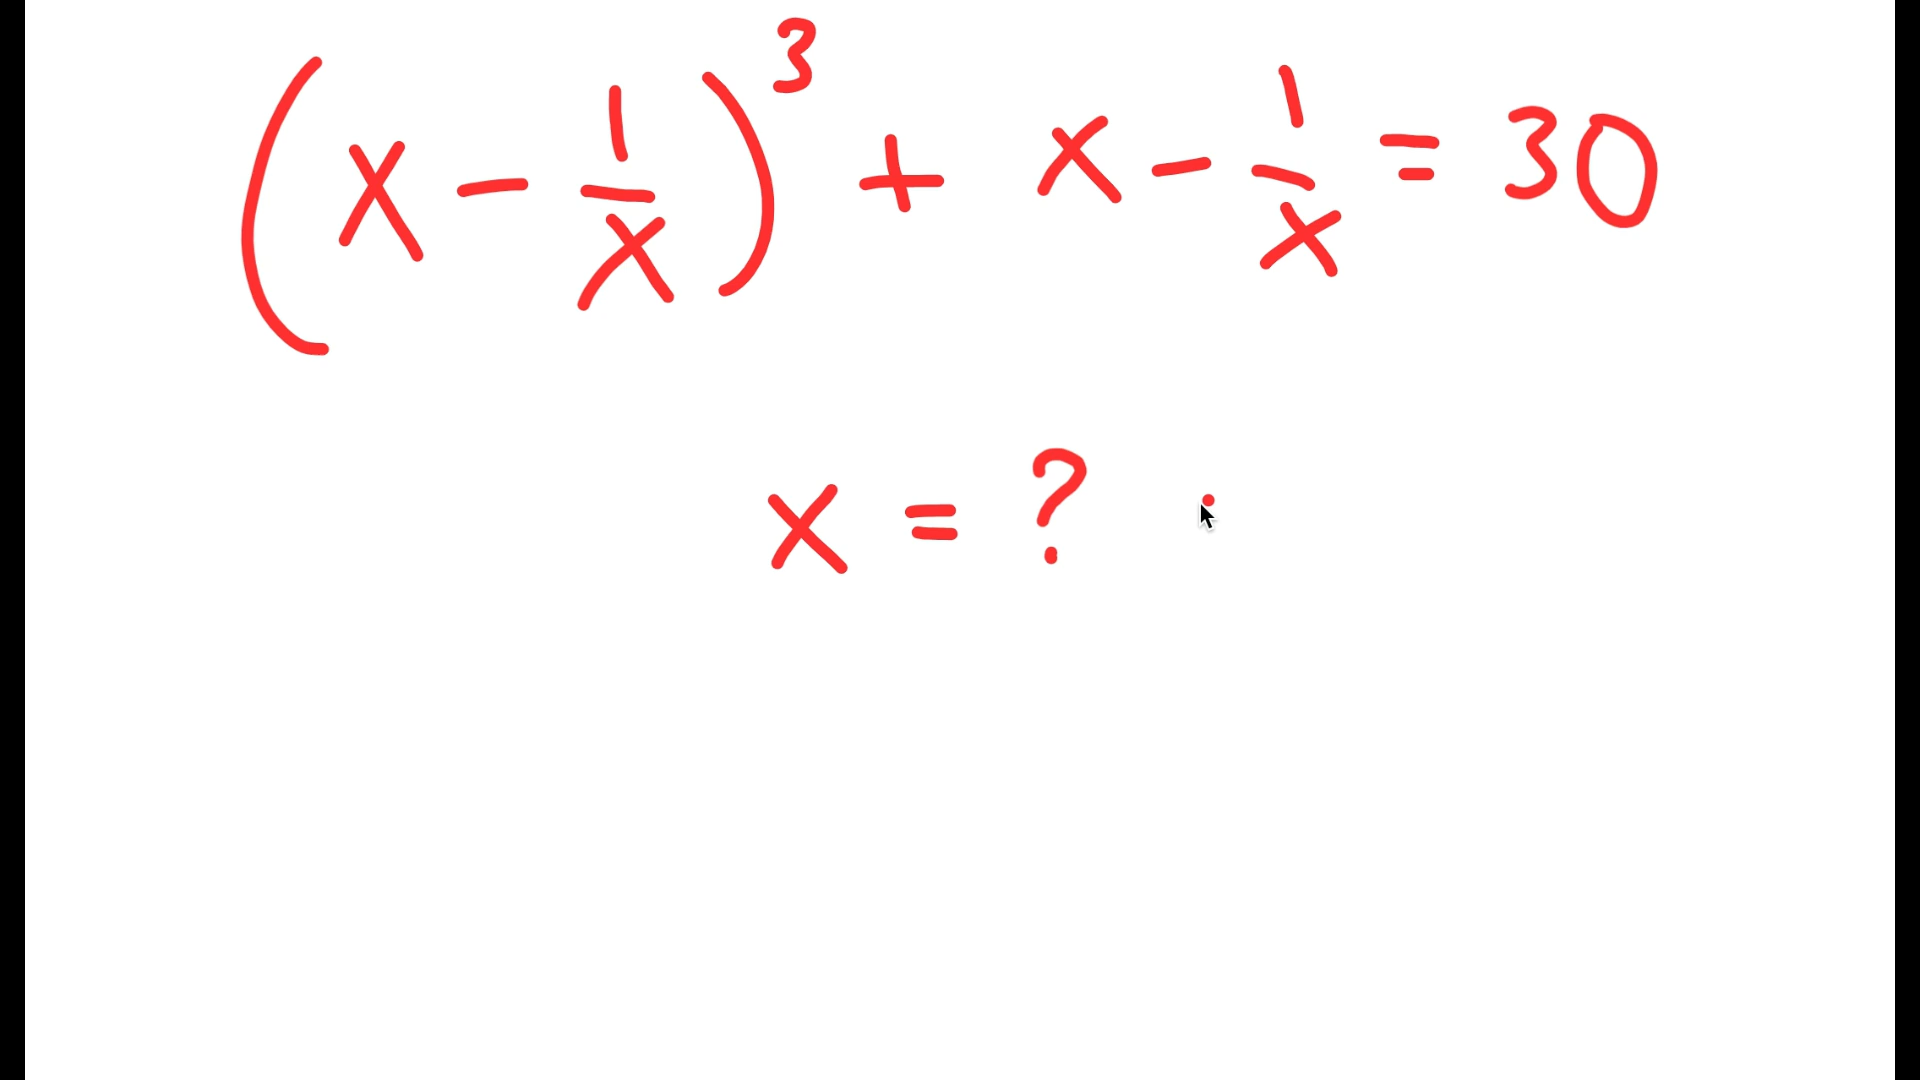 (x - 1/x)³ + x - 1/x = 30
x = ?